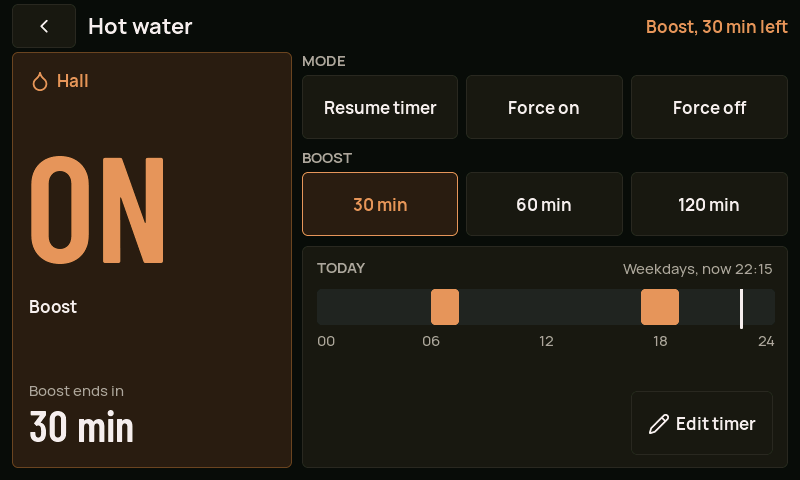 Hot water
Boost, 30 min left
Hall
ON
Boost
Boost ends in
30 min
MODE
Resume timer
Force on
Force off
BOOST
30 min
60 min
120 min
TODAY
Weekdays, now 22:15
00 06 12 18 24
Edit timer